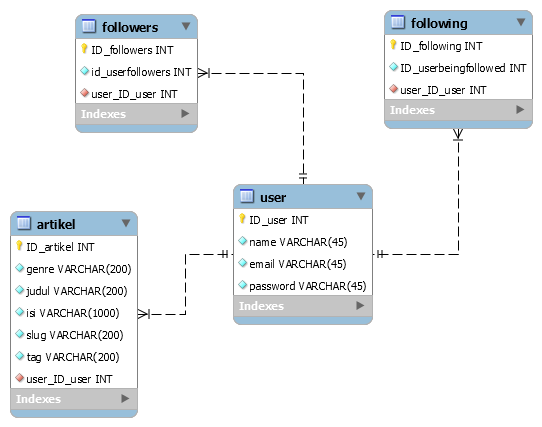 followers
ID_followers INT
id_userfollowers INT
user_ID_user INT
Indexes
following
ID_following INT
ID_userbeingfollowed INT
user_ID_user INT
Indexes
user
ID_user INT
name VARCHAR(45)
email VARCHAR(45)
password VARCHAR(45)
Indexes
artikel
ID_artikel INT
genre VARCHAR(200)
judul VARCHAR(200)
isi VARCHAR(1000)
slug VARCHAR(200)
tag VARCHAR(200)
user_ID_user INT
Indexes